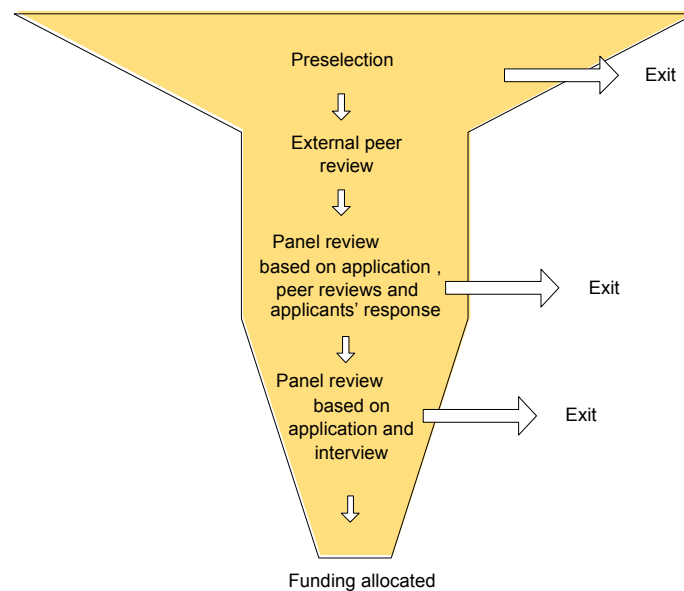 Preselection
Exit
External peer
review
Panel review
based on application ,
peer reviews and
applicants’ response
Exit
Panel review
based on
application and
interview
Exit
Funding allocated